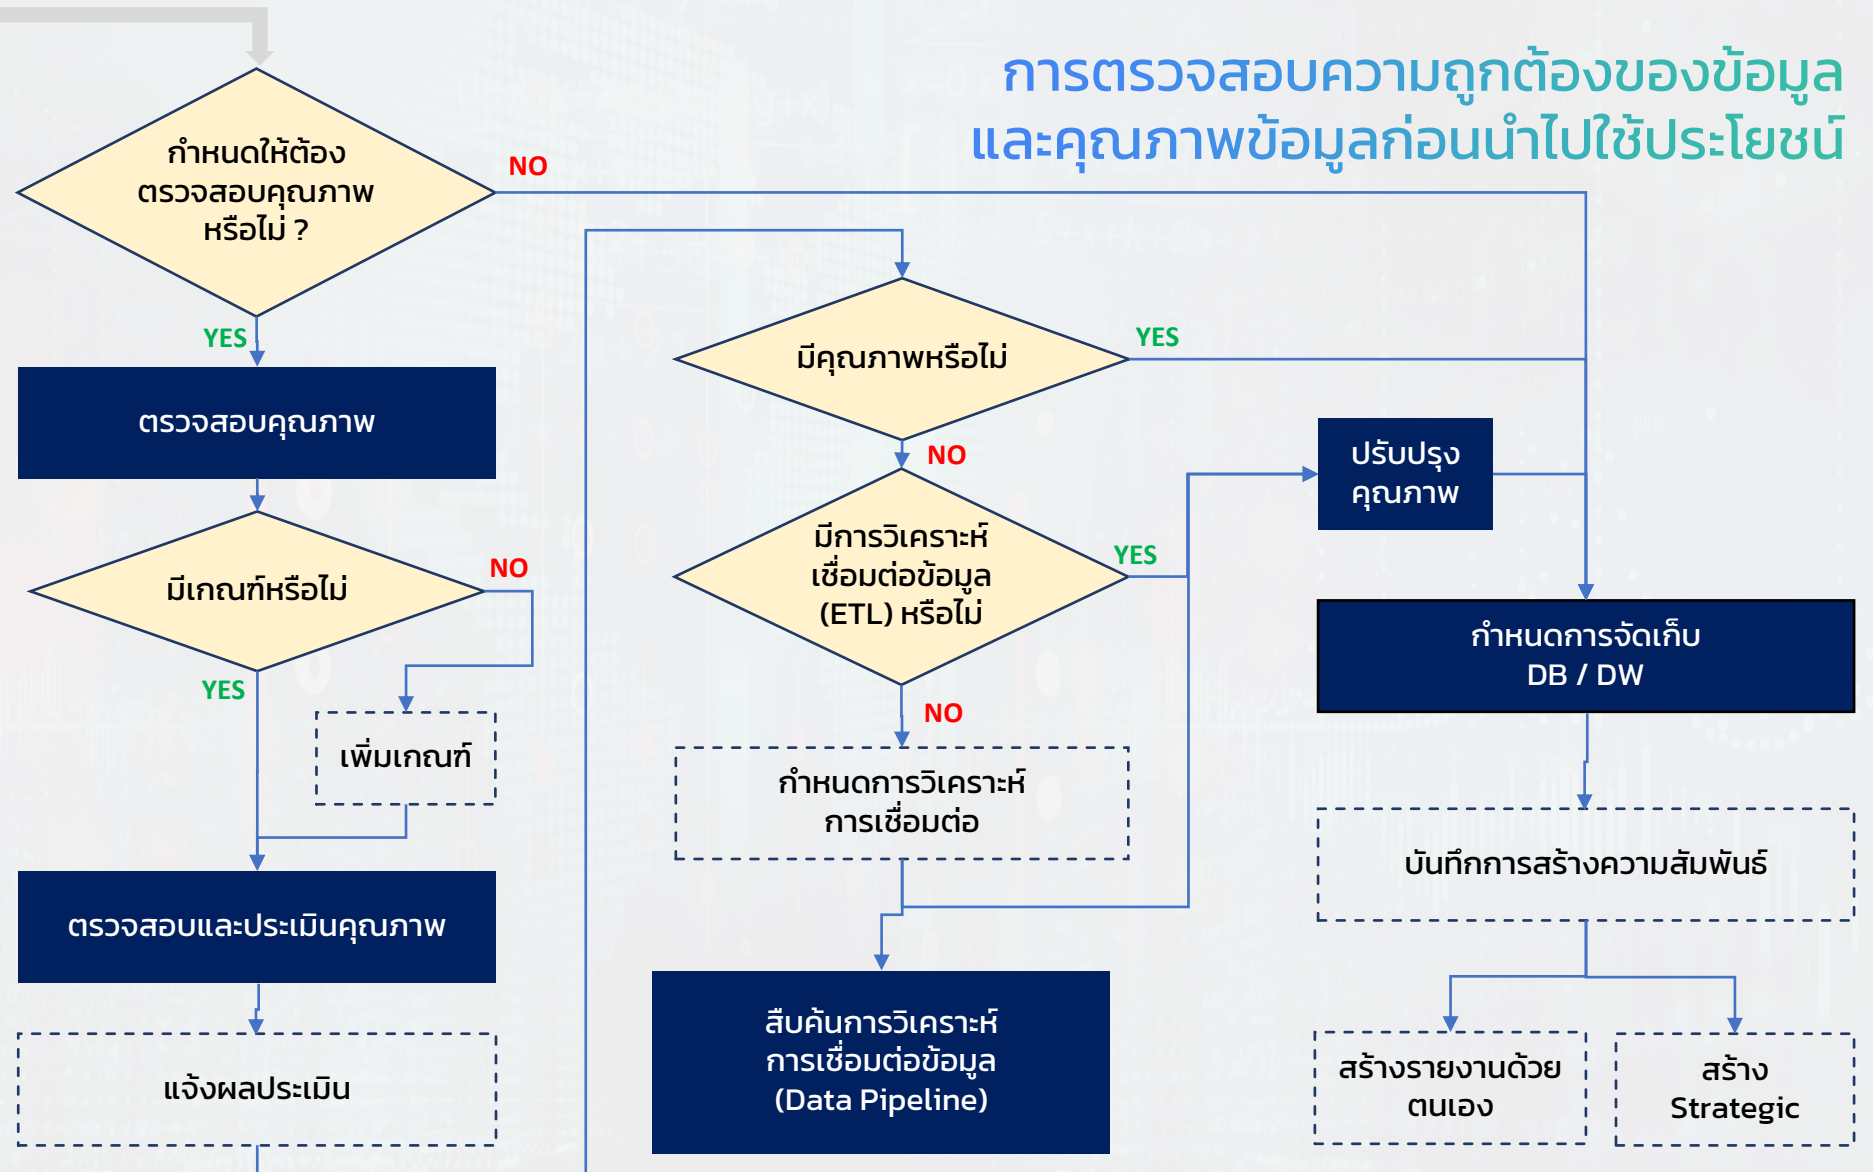 การตรวจสอบความถูกต้องของข้อมูล
และคุณภาพข้อมูลก่อนนำไปใช้ประโยชน์
กำหนดให้ต้อง
ตรวจสอบคุณภาพ
หรือไม่ ?
NO
YES
ตรวจสอบคุณภาพ
มีเกณฑ์หรือไม่
NO
YES
เพิ่มเกณฑ์
ตรวจสอบและประเมินคุณภาพ
แจ้งผลประเมิน
มีคุณภาพหรือไม่
YES
NO
มีการวิเคราะห์
เชื่อมต่อข้อมูล
(ETL) หรือไม่
YES
NO
กำหนดการวิเคราะห์
การเชื่อมต่อ
สืบค้นการวิเคราะห์
การเชื่อมต่อข้อมูล
(Data Pipeline)
ปรับปรุง
คุณภาพ
กำหนดการจัดเก็บ
DB / DW
บันทึกการสร้างความสัมพันธ์
สร้างรายงานด้วย
ตนเอง
สร้าง
Strategic